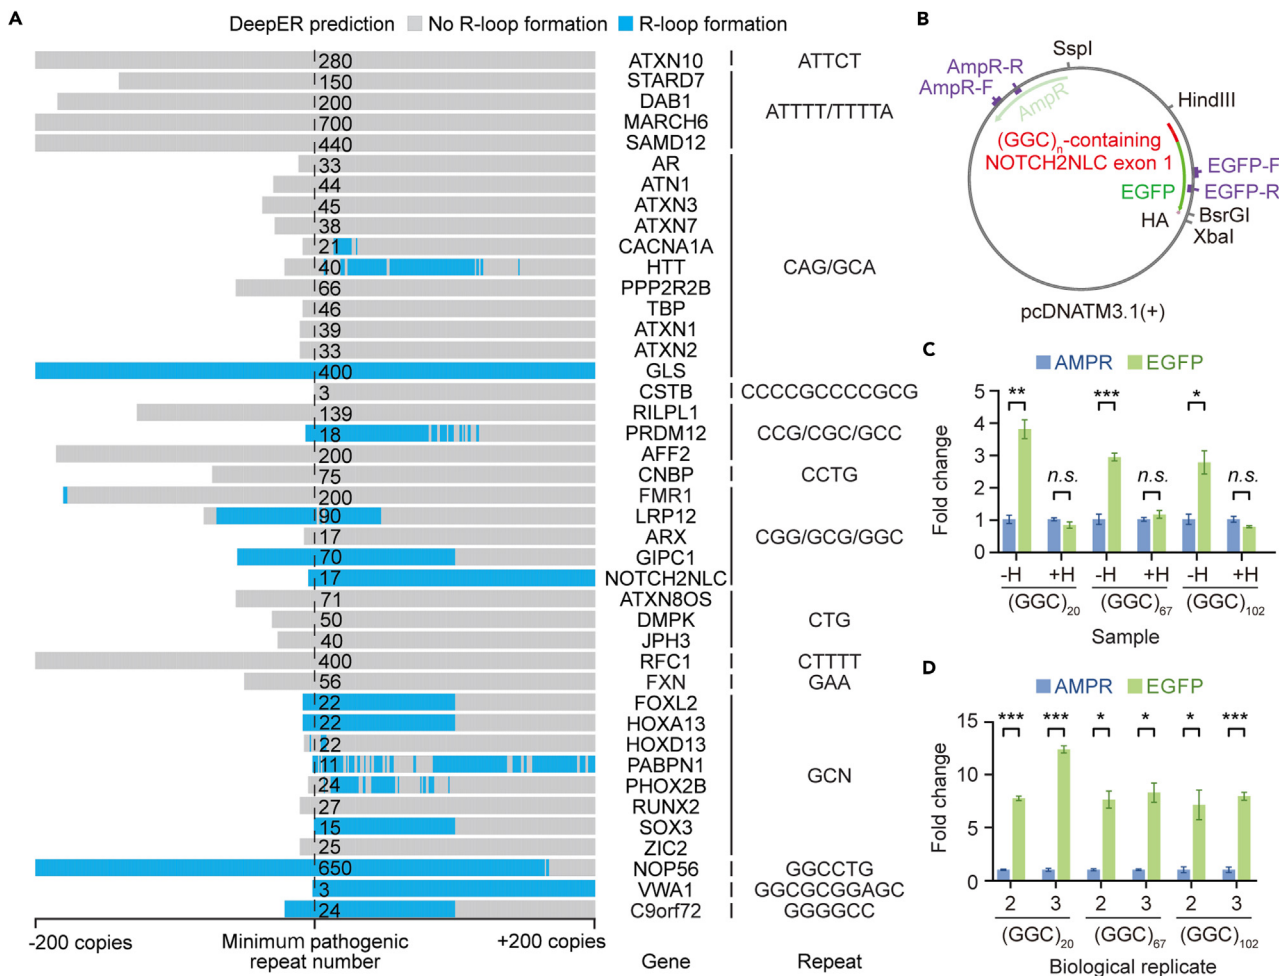 A
DeepER prediction No R-loop formation R-loop formation
280 ATXN10 ATTCT
150 STARD7
200 DAB1
ATTTT/TTTTA
700 MARCH6
440 SAMD12
33 AR
44 ATN1
45 ATXN3
38 ATXN7
21 CACNA1A
40 HTT CAG/GCA
66 PPP2R2B
46 TBP
39 ATXN1
33 ATXN2
400 GLS
3 CSTB CCCCGCCCCGCG
139 RILPL1
18 PRDM12 CCG/CGC/GCC
200 AFF2
75 CNBP CCTG
200 FMR1
90 LRP12
17 ARX CGG/GCG/GGC
70 GIPC1
17 NOTCH2NLC
71 ATXN8OS
50 DMPK CTG
40 JPH3
400 RFC1 CTTTT
56 FXN GAA
22 FOXL2
22 HOXA13
22 HOXD13
11 PABPN1
GCN
24 PHOX2B
27 RUNX2
15 SOX3
25 ZIC2
650 NOP56 GGCCTG
3 VWA1 GGCGCGGAGC
24 C9orf72 GGGGCC
-200 copies Minimum pathogenic +200 copies
repeat number Gene Repeat
B
SspI
AmpR-R
AmpR-F
AmpR
HindIII
(GGC)n-containing
NOTCH2NLC exon 1
EGFP-F
EGFP EGFP-R
HA BsrGI
XbaI
pcDNATM3.1(+)
C
AMPR EGFP
Fold change
5
4
3
2
1
0
** n.s. *** n.s. * n.s.
-H +H -H +H -H +H
(GGC)20 (GGC)67 (GGC)102
Sample
D
AMPR EGFP
Fold change
15
10
5
0
*** *** * * * ***
2 3 2 3 2 3
(GGC)20 (GGC)67 (GGC)102
Biological replicate